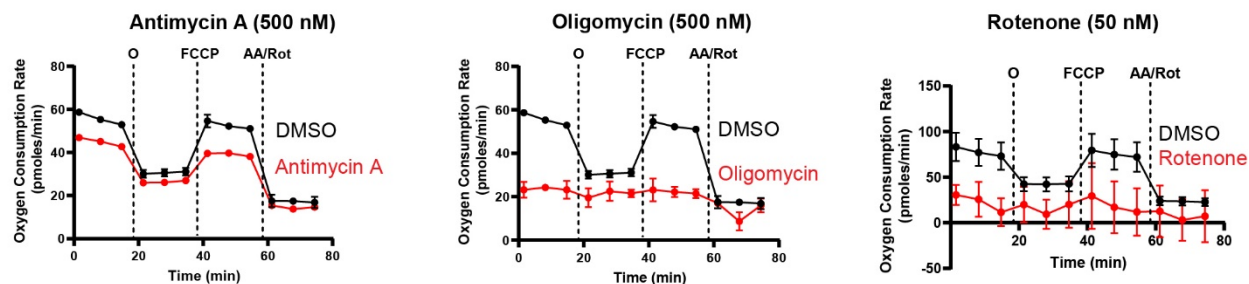 Antimycin A (500 nM)
O FCCP AA/Rot
Oxygen Consumption Rate
(pmoles/min)
80
60
40
20
0
DMSO
Antimycin A
0 20 40 60 80
Time (min)
Oligomycin (500 nM)
O FCCP AA/Rot
Oxygen Consumption Rate
(pmoles/min)
80
60
40
20
0
DMSO
Oligomycin
0 20 40 60 80
Time (min)
Rotenone (50 nM)
O FCCP AA/Rot
Oxygen Consumption Rate
(pmoles/min)
150
100
50
0
-50
DMSO
Rotenone
20 40 60 80
Time (min)